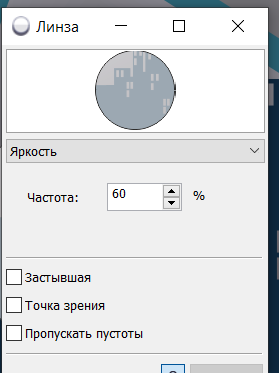 Линза
Яркость
Частота: 60 %
Застывшая
Точка зрения
Пропускать пустоты